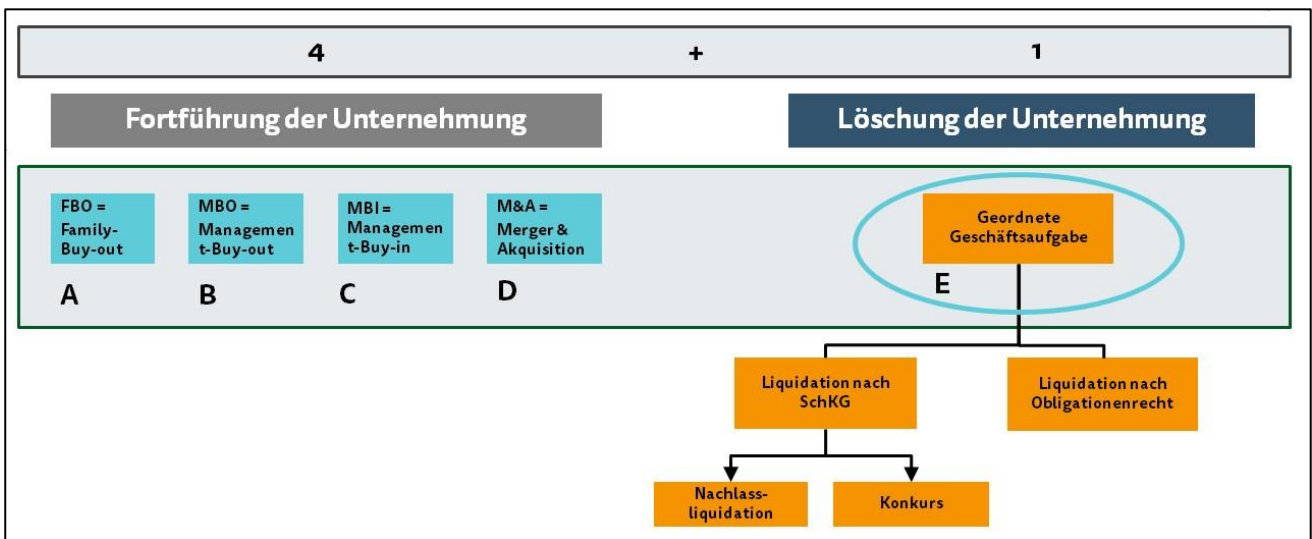 4 + 1
Fortführung der Unternehmung
Löschung der Unternehmung
FBO =
Family-
Buy-out
MBO =
Managemen
t-Buy-out
MBI =
Managemen
t-Buy-in
M&A =
Merger &
Akquisition
Geordnete
Geschäftsaufgabe
A
B
C
D
E
Liquidation nach
SchKG
Liquidation nach
Obligationenrecht
Nachlass-
liquidation
Konkurs